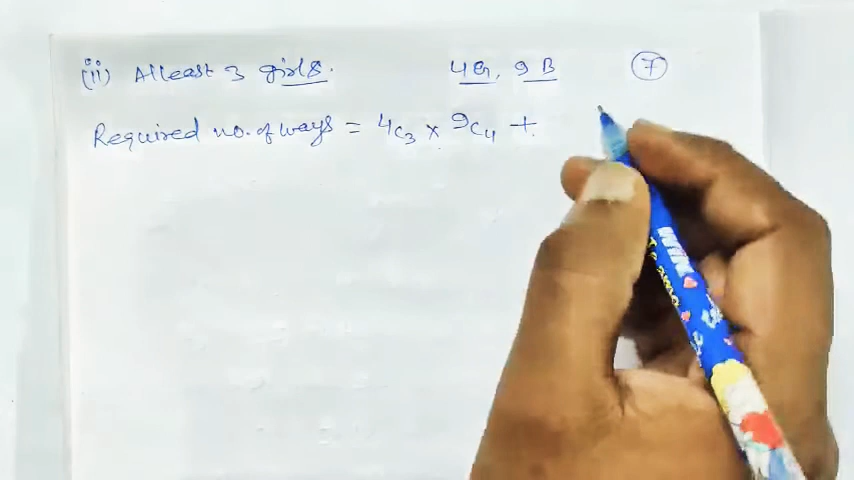 (ii) Atleast 3 girls. 4G, 9B ⑦
Required no. of ways = ⁴C₃ × ⁹C₄ +